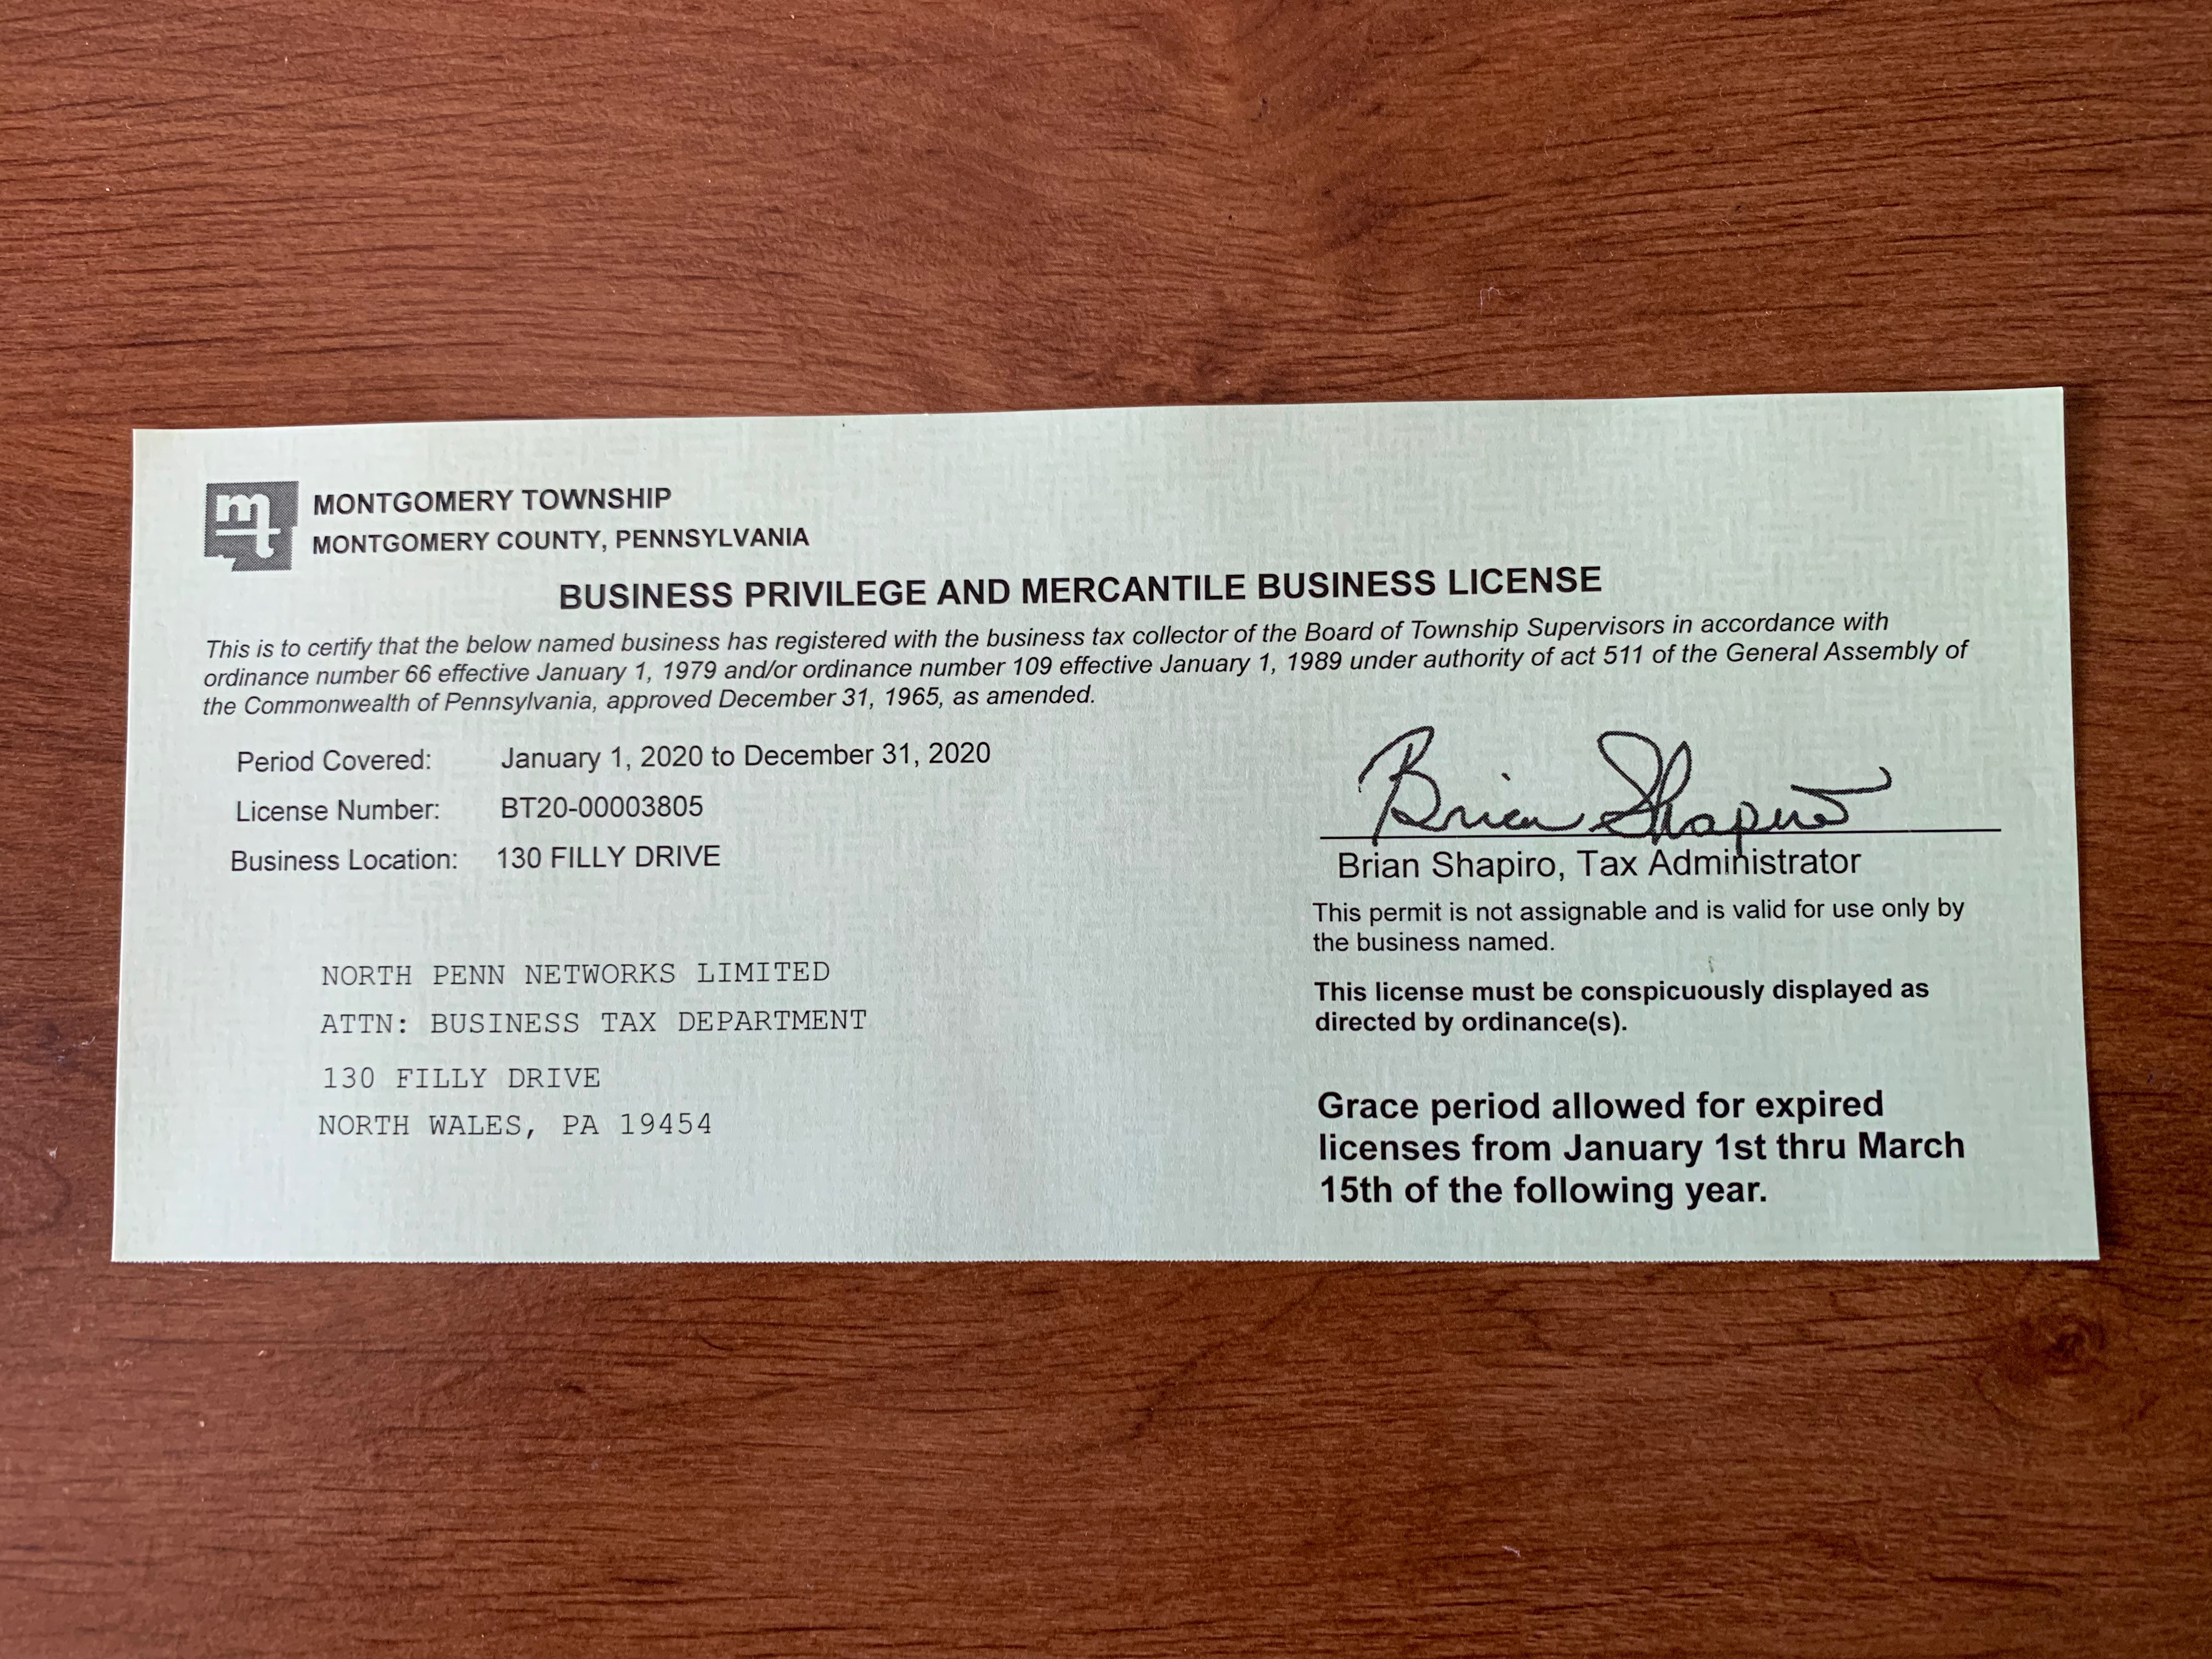 mt
MONTGOMERY TOWNSHIP
MONTGOMERY COUNTY, PENNSYLVANIA
BUSINESS PRIVILEGE AND MERCANTILE BUSINESS LICENSE
This is to certify that the below named business has registered with the business tax collector of the Board of Township Supervisors in accordance with
ordinance number 66 effective January 1, 1979 and/or ordinance number 109 effective January 1, 1989 under authority of act 511 of the General Assembly of
the Commonwealth of Pennsylvania, approved December 31, 1965, as amended.
Period Covered: January 1, 2020 to December 31, 2020
License Number: BT20-00003805
Business Location: 130 FILLY DRIVE
NORTH PENN NETWORKS LIMITED
ATTN: BUSINESS TAX DEPARTMENT
130 FILLY DRIVE
NORTH WALES, PA 19454
Brian Shapiro
Brian Shapiro, Tax Administrator
This permit is not assignable and is valid for use only by
the business named.
This license must be conspicuously displayed as
directed by ordinance(s).
Grace period allowed for expired
licenses from January 1st thru March
15th of the following year.